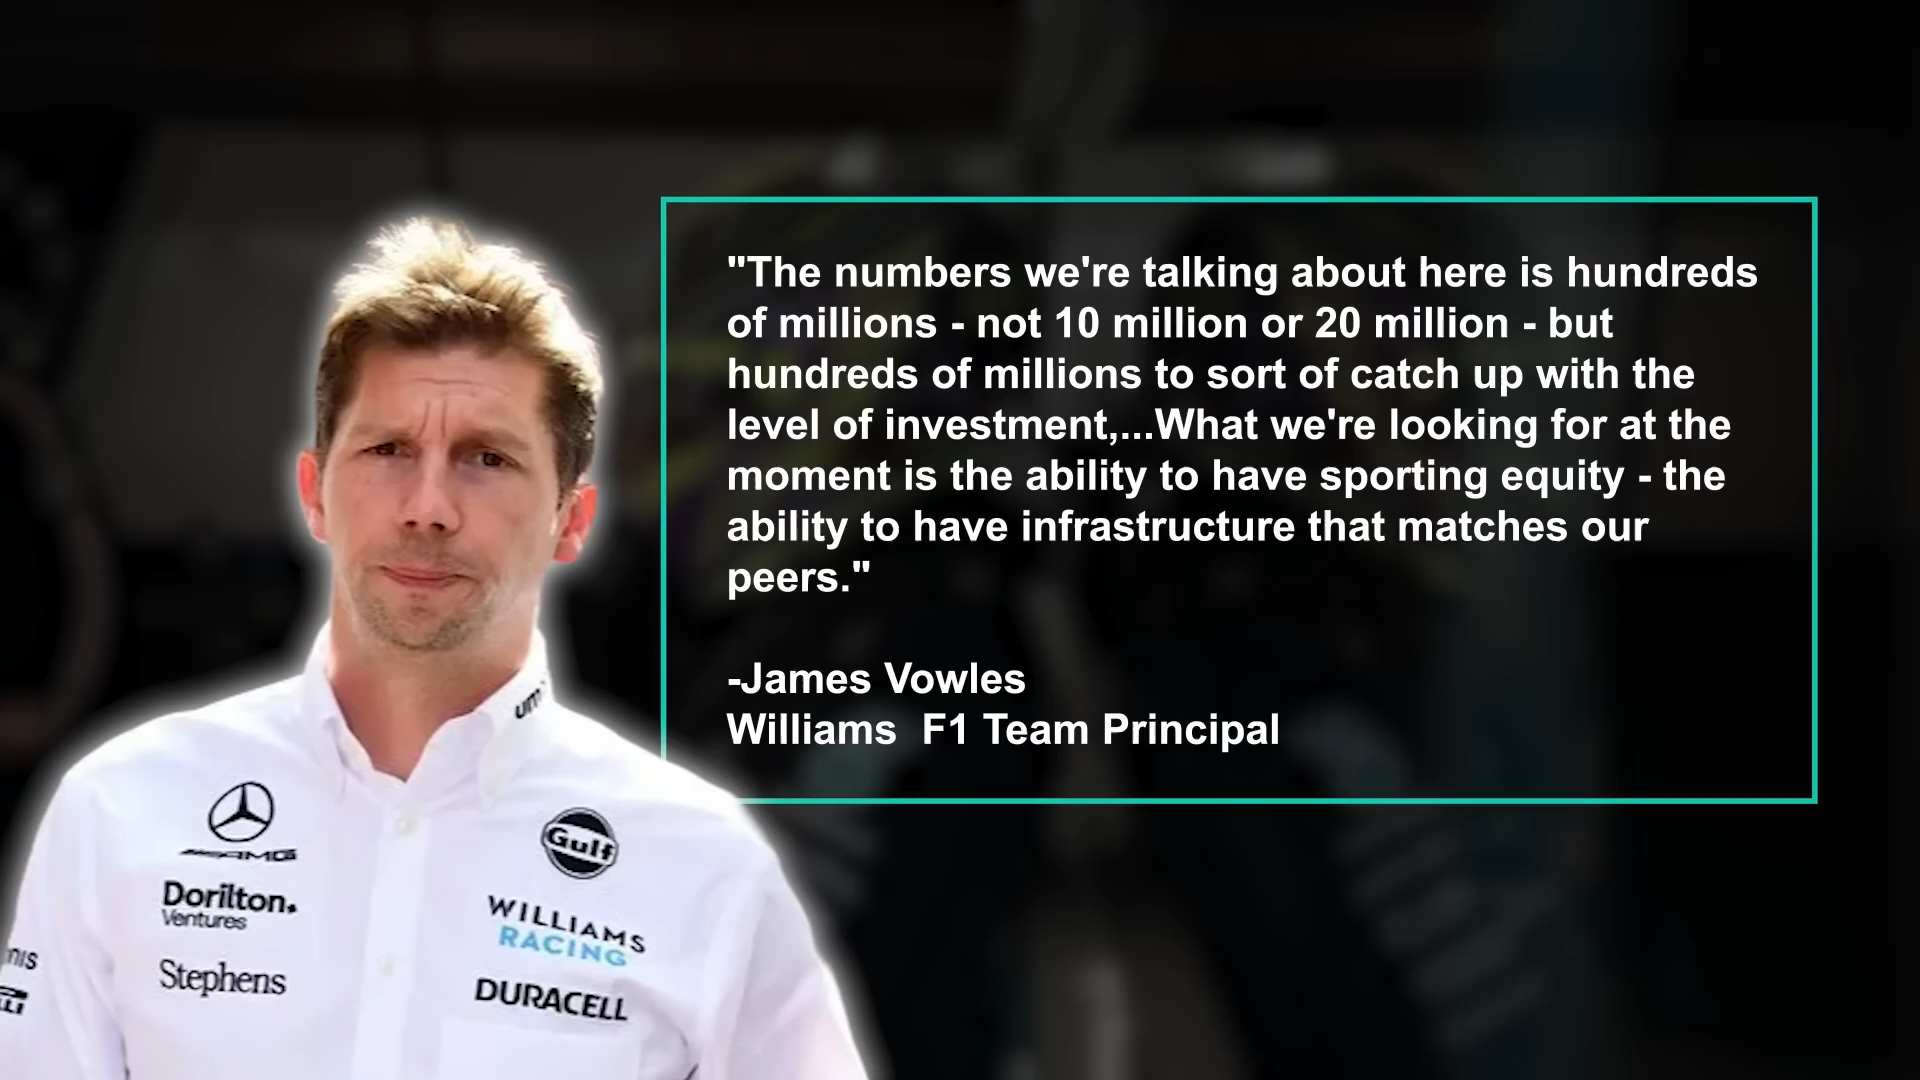 "The numbers we're talking about here is hundreds
of millions - not 10 million or 20 million - but
hundreds of millions to sort of catch up with the
level of investment,...What we're looking for at the
moment is the ability to have sporting equity - the
ability to have infrastructure that matches our
peers."
-James Vowles
Williams  F1 Team Principal
AMG
Gulf
Dorilton.
Ventures
WILLIAMS
RACING
Stephens
DURACELL